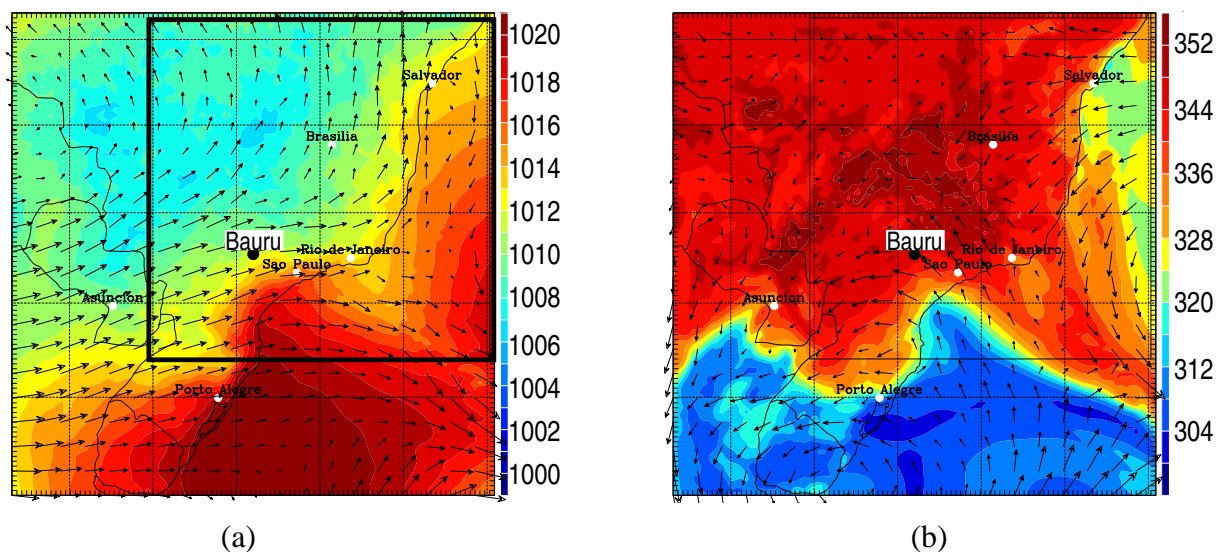 Salvador
Brasilia
Bauru
Rio de Janeiro
Sao Paulo
Asuncion
Porto Alegre
1020
1018
1016
1014
1012
1010
1008
1006
1004
1002
1000
(a)
Salvador
Brasilia
Bauru
Rio de Janeiro
Sao Paulo
Asuncion
Porto Alegre
352
344
336
328
320
312
304
(b)